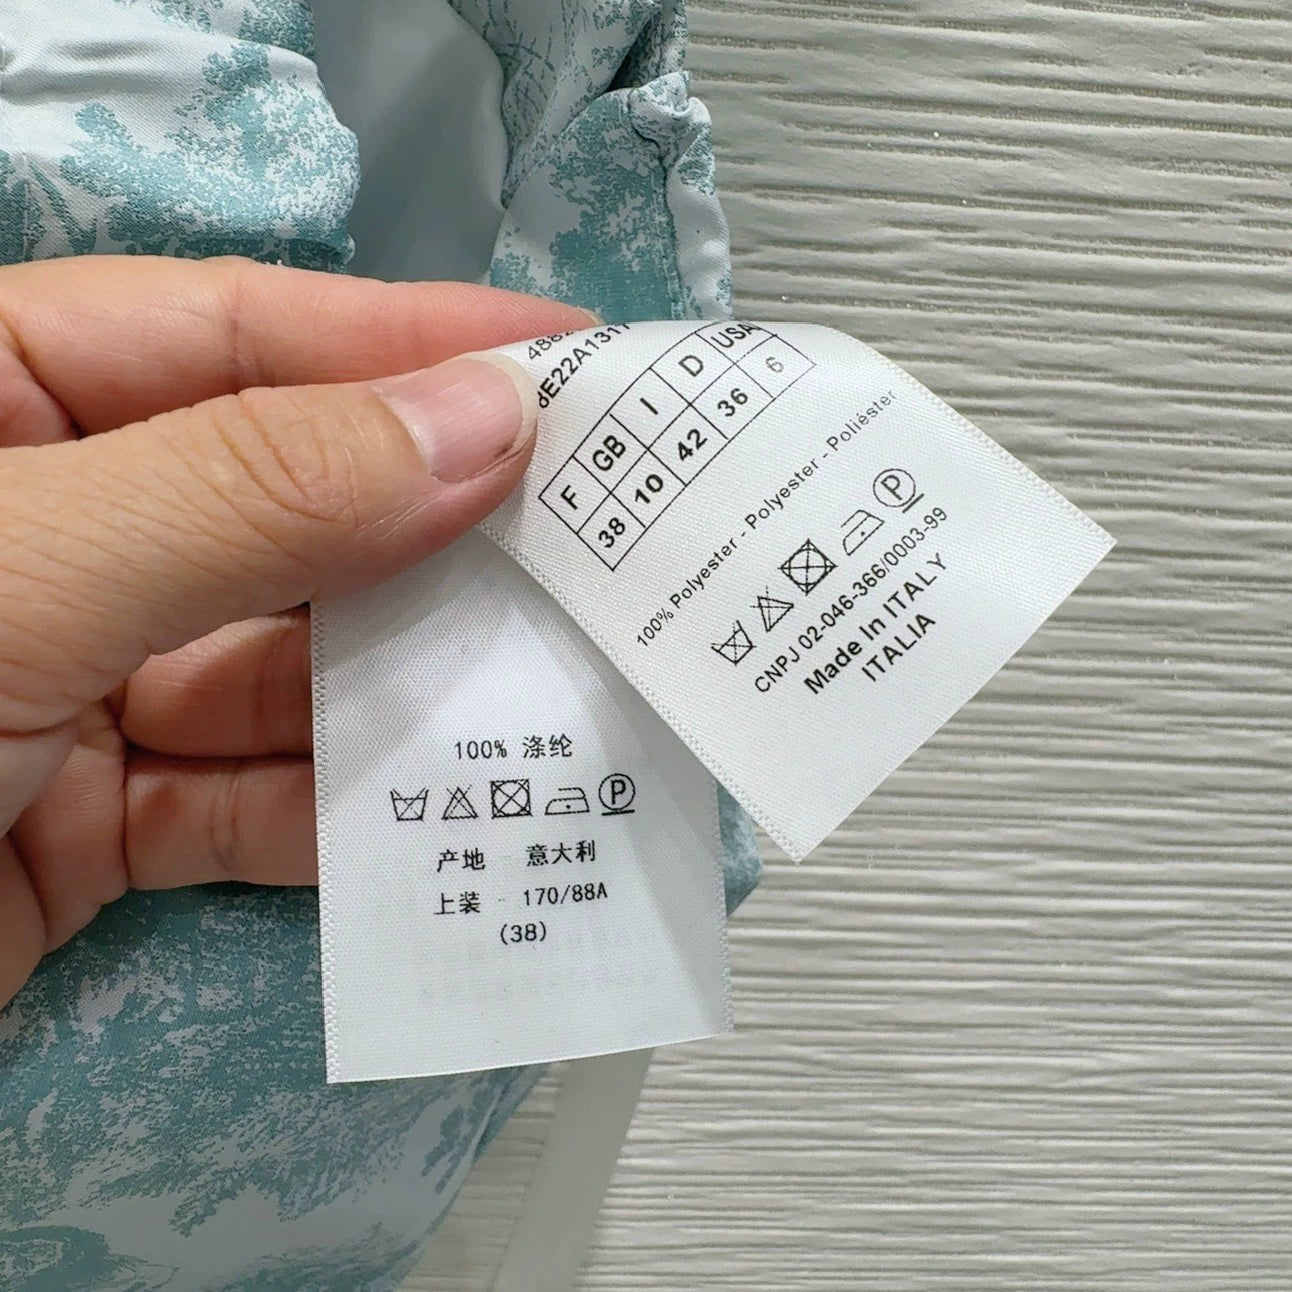 F GB I D USA
38 10 42 36 6
100% Polyester - Polyester - Poliéster
P
CNPJ 02-046-366/0003-99
Made In ITALY
ITALIA
100% 涤纶
P
产地 意大利
上装 - 170/88A
(38)